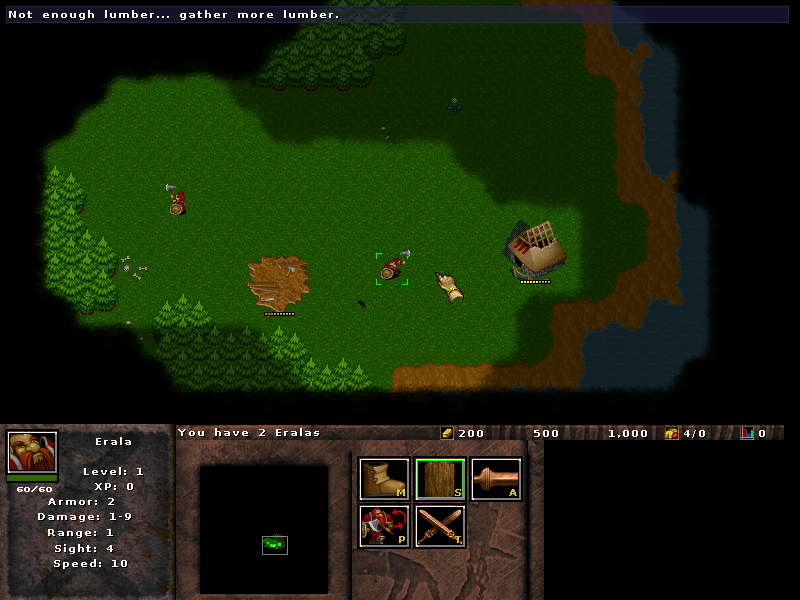 Not enough lumber... gather more lumber.
You have 2 Eralas 200 500 1,000 4/0 0
Erala
60/60
Level: 1
XP: 0
Armor: 2
Damage: 1-9
Range: 1
Sight: 4
Speed: 10
M S A
P T